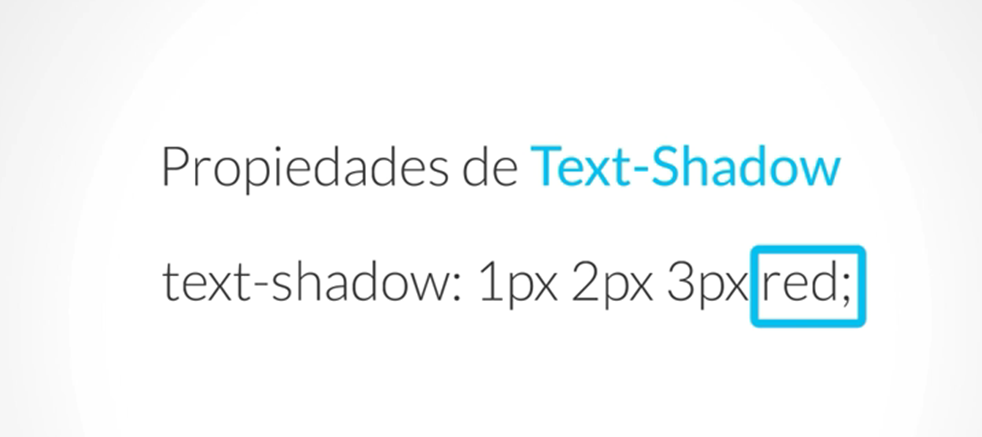 Propiedades de Text-Shadow
text-shadow: 1px 2px 3px red;